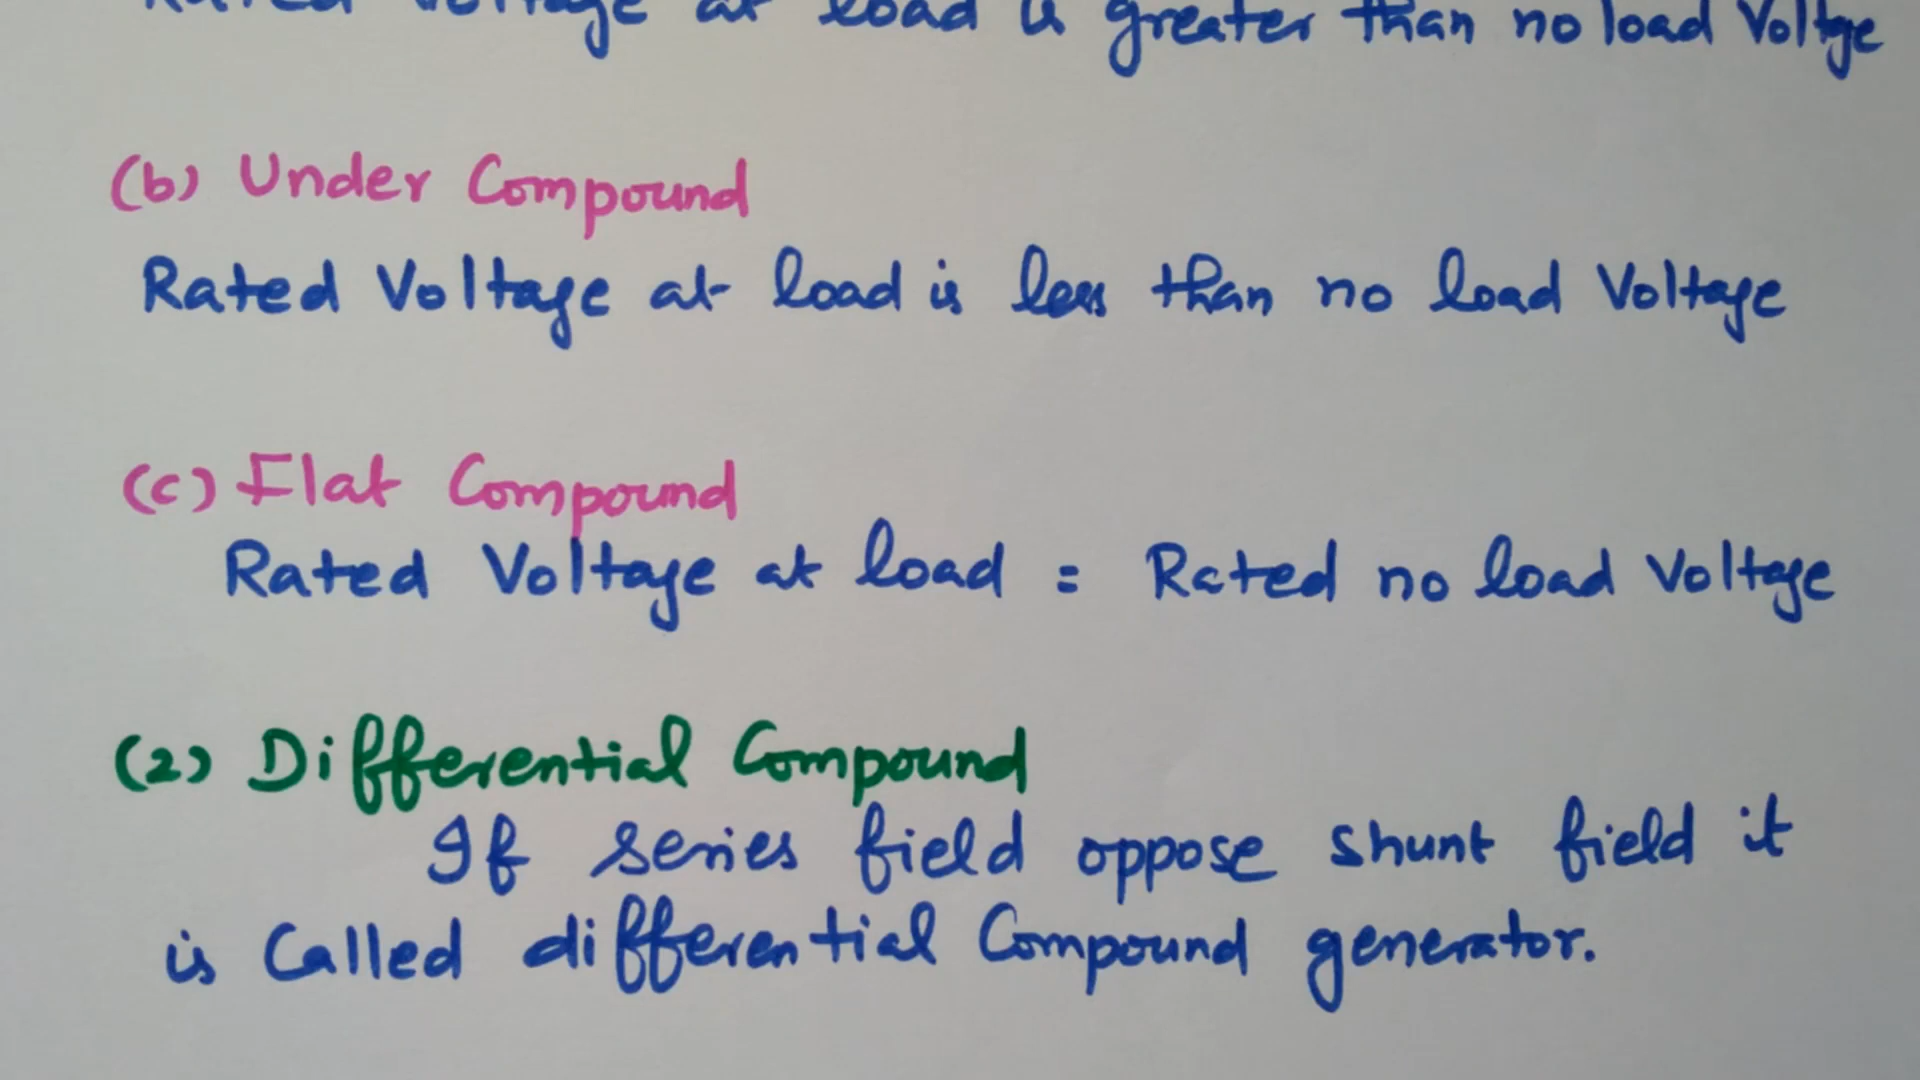 Rated Voltage at load is greater than no load Voltge
(b) Under Compound
Rated Voltage at load is less than no load Voltage
(c) Flat Compound
Rated Voltage at load = Rated no load Voltage
(2) Differential Compound
If series field oppose shunt field it
is Called differential Compound generator.